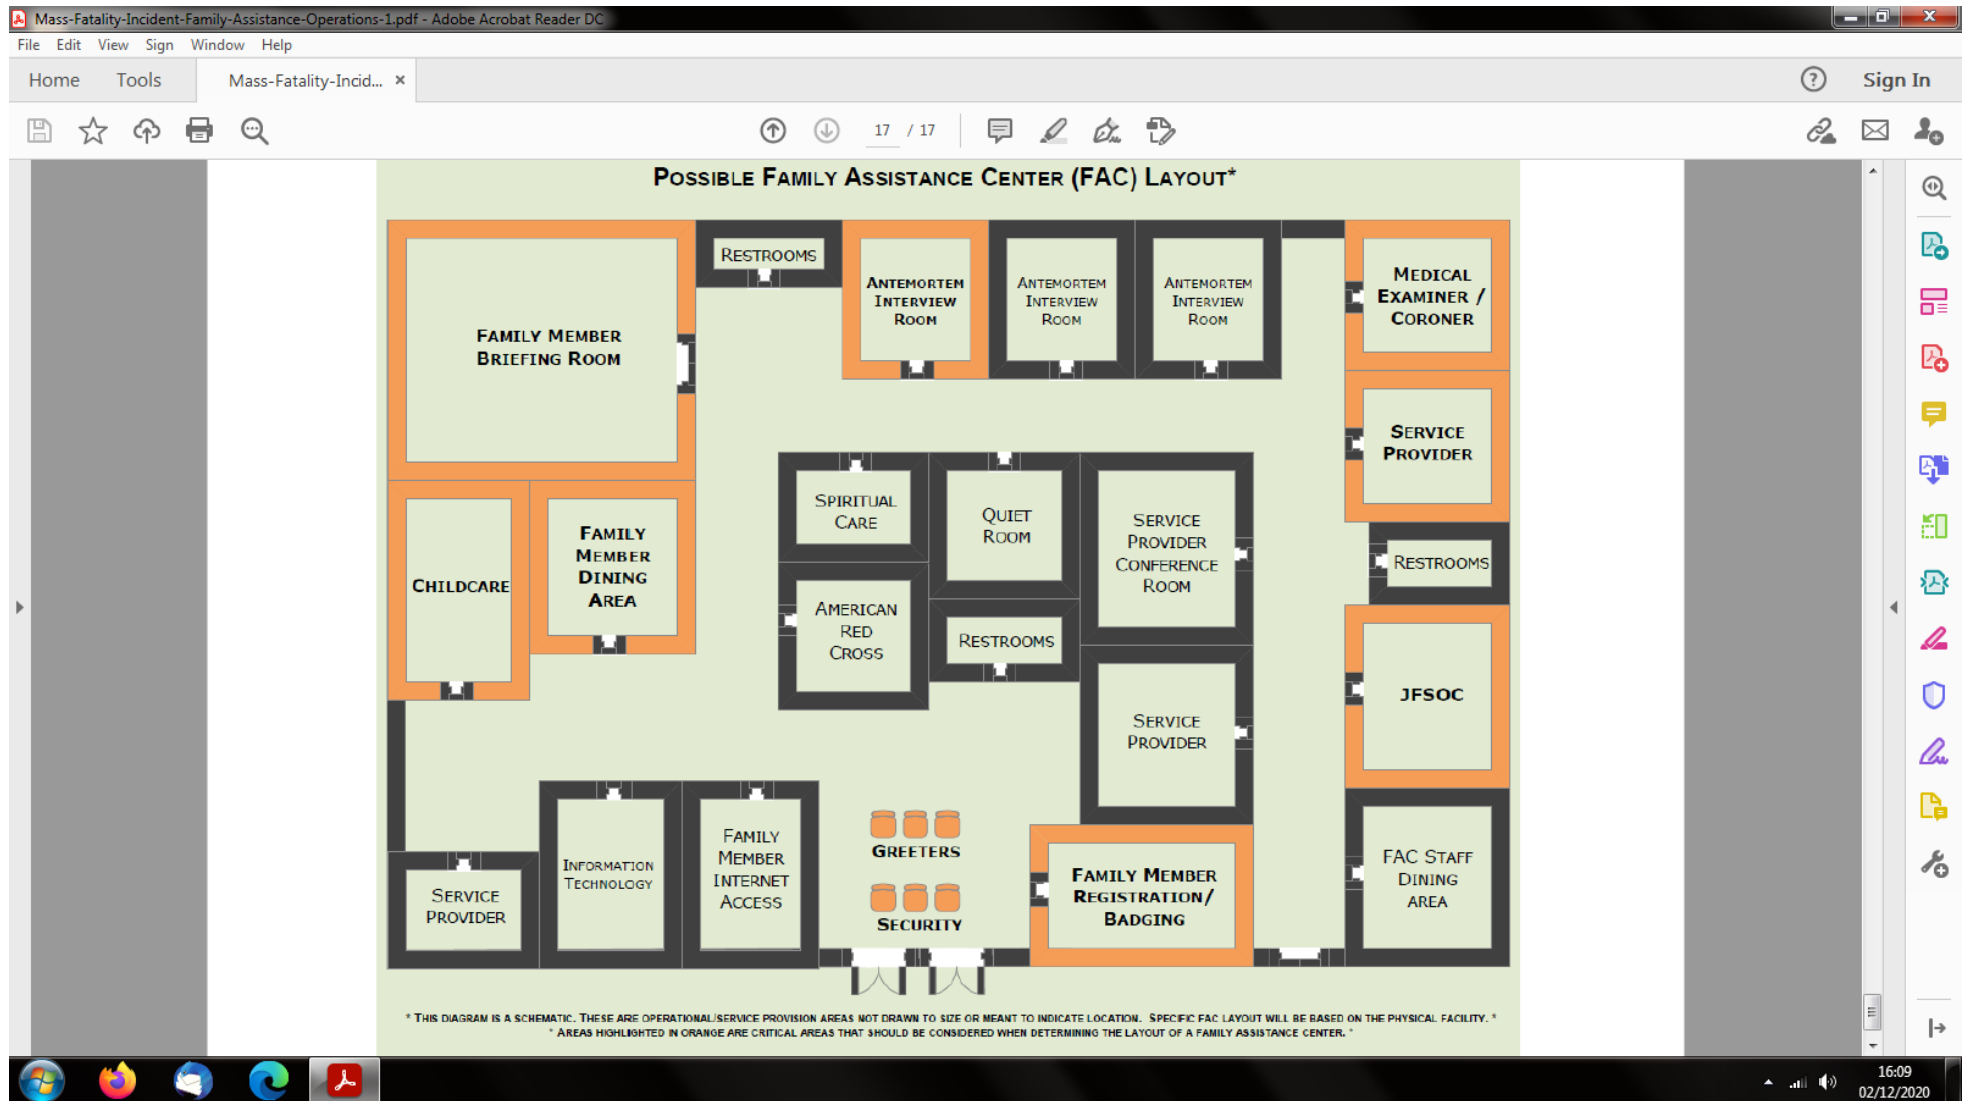 Mass-Fatality-Incident-Family-Assistance-Operations-1.pdf - Adobe Acrobat Reader DC
File Edit View Sign Window Help
Home Tools Mass-Fatality-Incid... × Sign In
17 / 17
POSSIBLE FAMILY ASSISTANCE CENTER (FAC) LAYOUT*
FAMILY MEMBER
BRIEFING ROOM
RESTROOMS
ANTEMORTEM
INTERVIEW
ROOM
ANTEMORTEM
INTERVIEW
ROOM
ANTEMORTEM
INTERVIEW
ROOM
MEDICAL
EXAMINER /
CORONER
SERVICE
PROVIDER
CHILDCARE
FAMILY
MEMBER
DINING
AREA
SPIRITUAL
CARE
QUIET
ROOM
SERVICE
PROVIDER
CONFERENCE
ROOM
RESTROOMS
AMERICAN
RED
CROSS
RESTROOMS
JFSOC
SERVICE
PROVIDER
SERVICE
PROVIDER
INFORMATION
TECHNOLOGY
FAMILY
MEMBER
INTERNET
ACCESS
GREETERS
SECURITY
FAMILY MEMBER
REGISTRATION/
BADGING
FAC STAFF
DINING
AREA
* THIS DIAGRAM IS A SCHEMATIC. THESE ARE OPERATIONAL/SERVICE PROVISION AREAS NOT DRAWN TO SIZE OR MEANT TO INDICATE LOCATION. SPECIFIC FAC LAYOUT WILL BE BASED ON THE PHYSICAL FACILITY. *
* AREAS HIGHLIGHTED IN ORANGE ARE CRITICAL AREAS THAT SHOULD BE CONSIDERED WHEN DETERMINING THE LAYOUT OF A FAMILY ASSISTANCE CENTER. *
16:09
02/12/2020